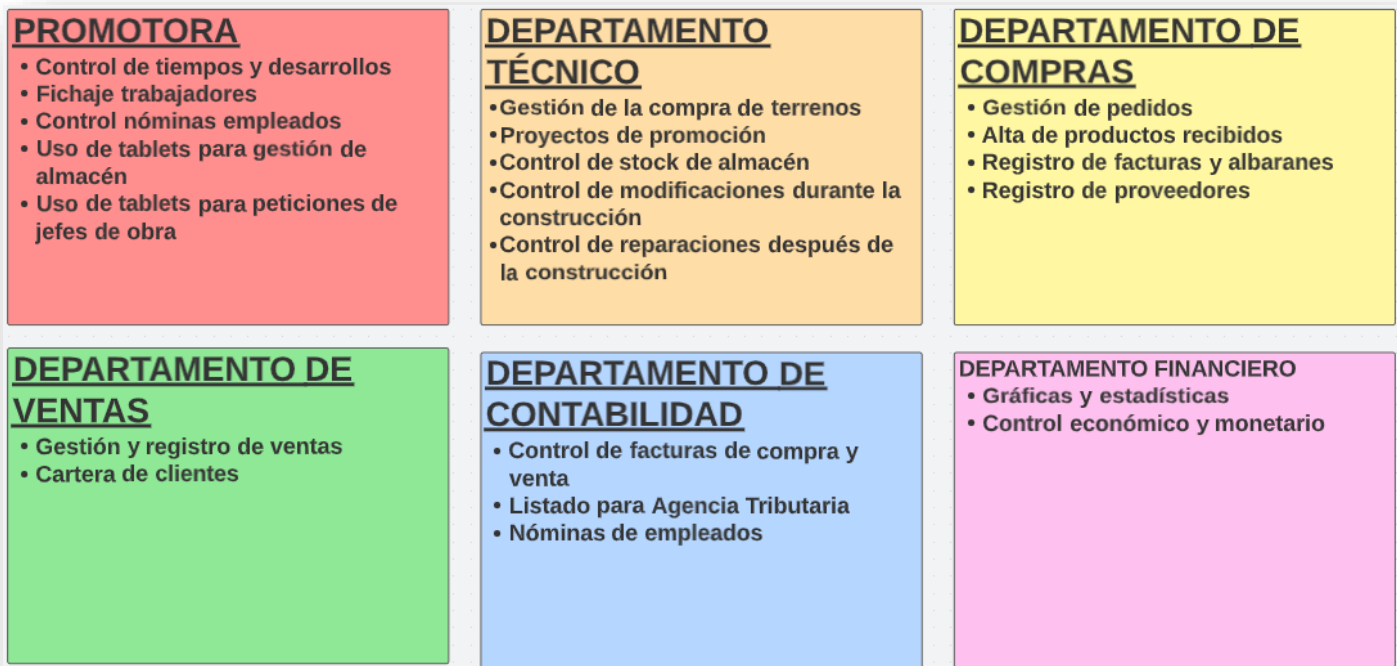 PROMOTORA
• Control de tiempos y desarrollos
• Fichaje trabajadores
• Control nóminas empleados
• Uso de tablets para gestión de
almacén
• Uso de tablets para peticiones de
jefes de obra
DEPARTAMENTO
TÉCNICO
•Gestión de la compra de terrenos
•Proyectos de promoción
•Control de stock de almacén
•Control de modificaciones durante la
construcción
•Control de reparaciones después de
la construcción
DEPARTAMENTO DE
COMPRAS
• Gestión de pedidos
• Alta de productos recibidos
• Registro de facturas y albaranes
• Registro de proveedores
DEPARTAMENTO DE
VENTAS
• Gestión y registro de ventas
• Cartera de clientes
DEPARTAMENTO DE
CONTABILIDAD
• Control de facturas de compra y
venta
• Listado para Agencia Tributaria
• Nóminas de empleados
DEPARTAMENTO FINANCIERO
• Gráficas y estadísticas
• Control económico y monetario